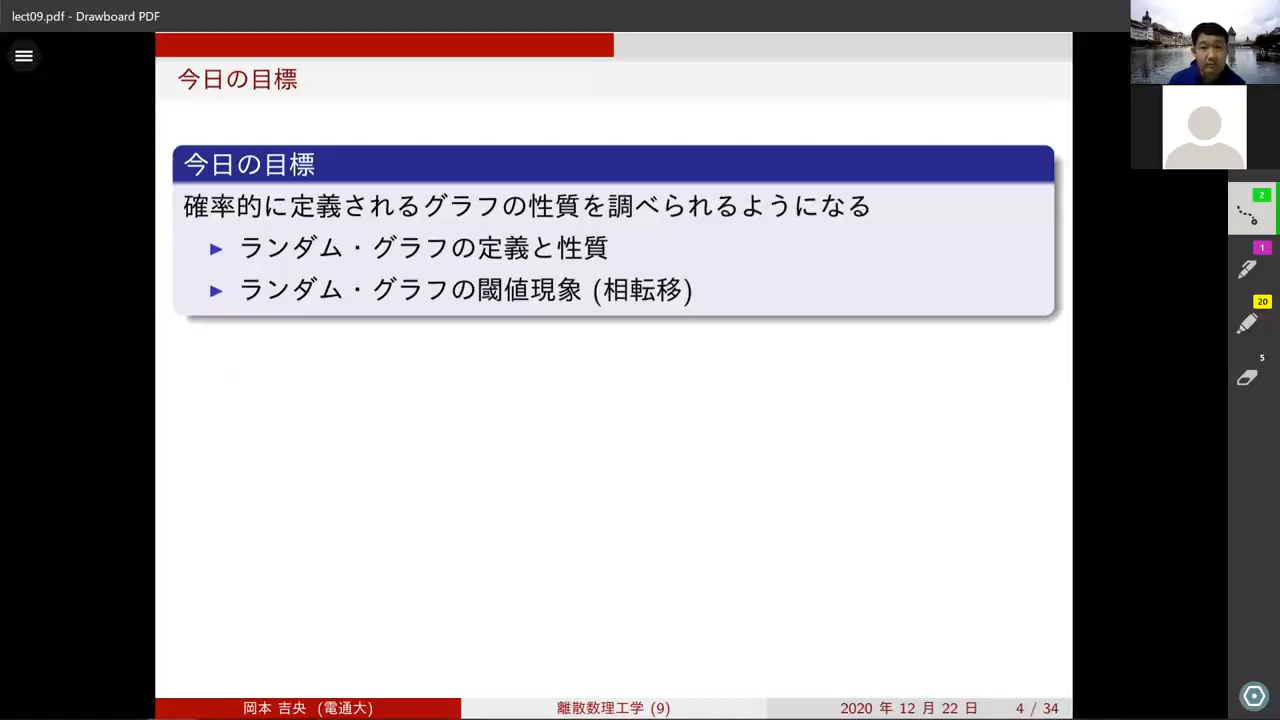 lect09.pdf - Drawboard PDF
今日の目標
今日の目標
確率的に定義されるグラフの性質を調べられるようになる
▶ ランダム・グラフの定義と性質
▶ ランダム・グラフの閾値現象 (相転移)
2
1
20
5
岡本 吉央 (電通大) 離散数理工学 (9) 2020 年 12 月 22 日 4 / 34